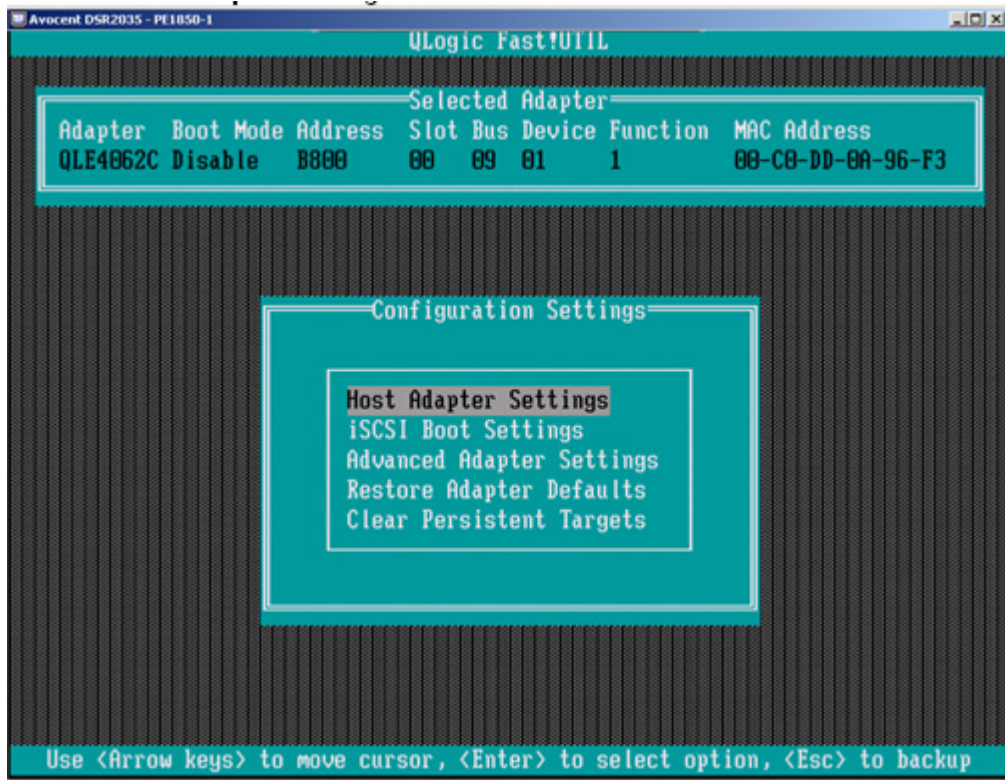 Avocent DSR2035 - PE1850-1
QLogic Fast!UTIL
Selected Adapter
Adapter Boot Mode Address Slot Bus Device Function MAC Address
QLE4062C Disable B800 00 09 01 1 00-C0-DD-0A-96-F3
Configuration Settings
Host Adapter Settings
iSCSI Boot Settings
Advanced Adapter Settings
Restore Adapter Defaults
Clear Persistent Targets
Use <Arrow keys> to move cursor, <Enter> to select option, <Esc> to backup